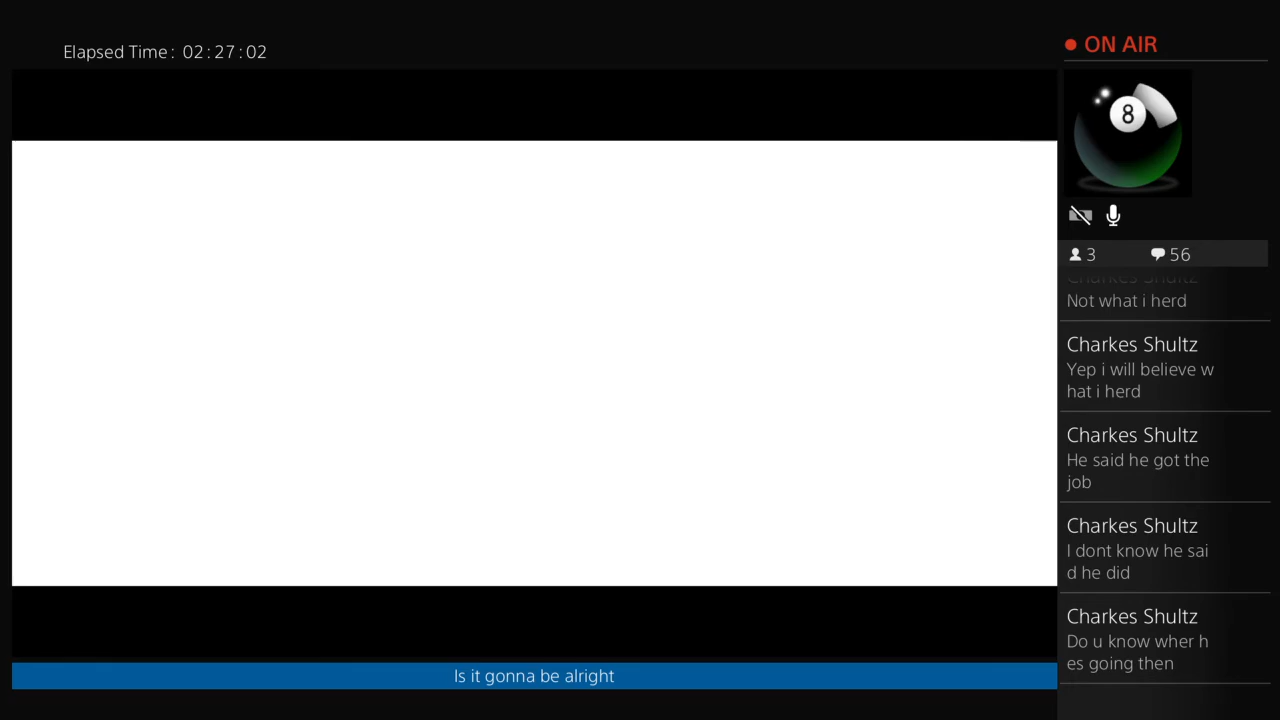 Elapsed Time: 02:27:02
ON AIR
8
3 56
Charkes Shultz
Not what i herd
Charkes Shultz
Yep i will believe w
hat i herd
Charkes Shultz
He said he got the
job
Charkes Shultz
I dont know he sai
d he did
Charkes Shultz
Do u know wher h
es going then
Is it gonna be alright